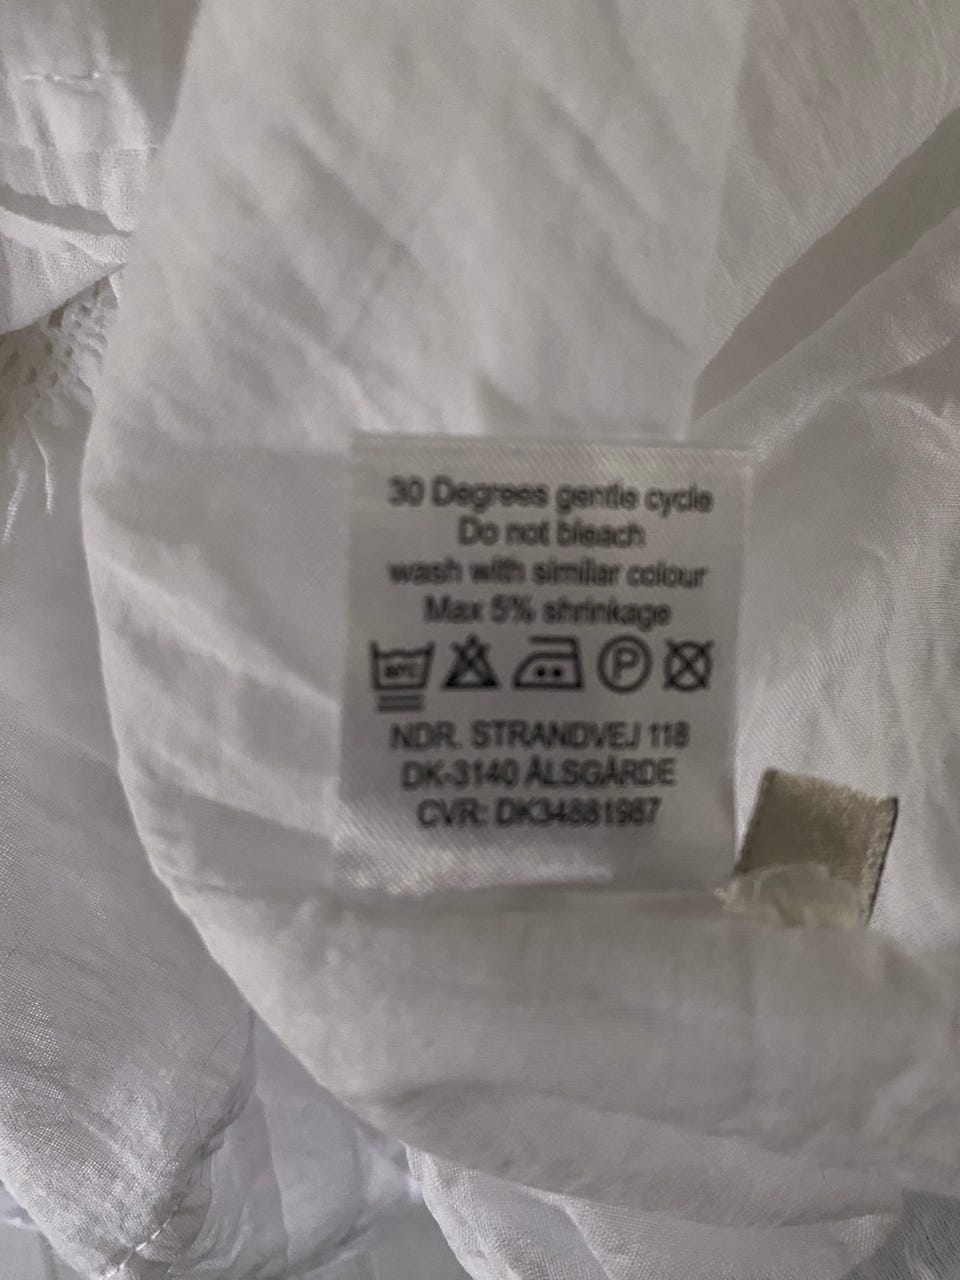 30 Degrees gentle cycle
Do not bleach
wash with similar colour
Max 5% shrinkage
30°C P
NDR. STRANDVEJ 118
DK-3140 ÅLSGÅRDE
CVR: DK34881987